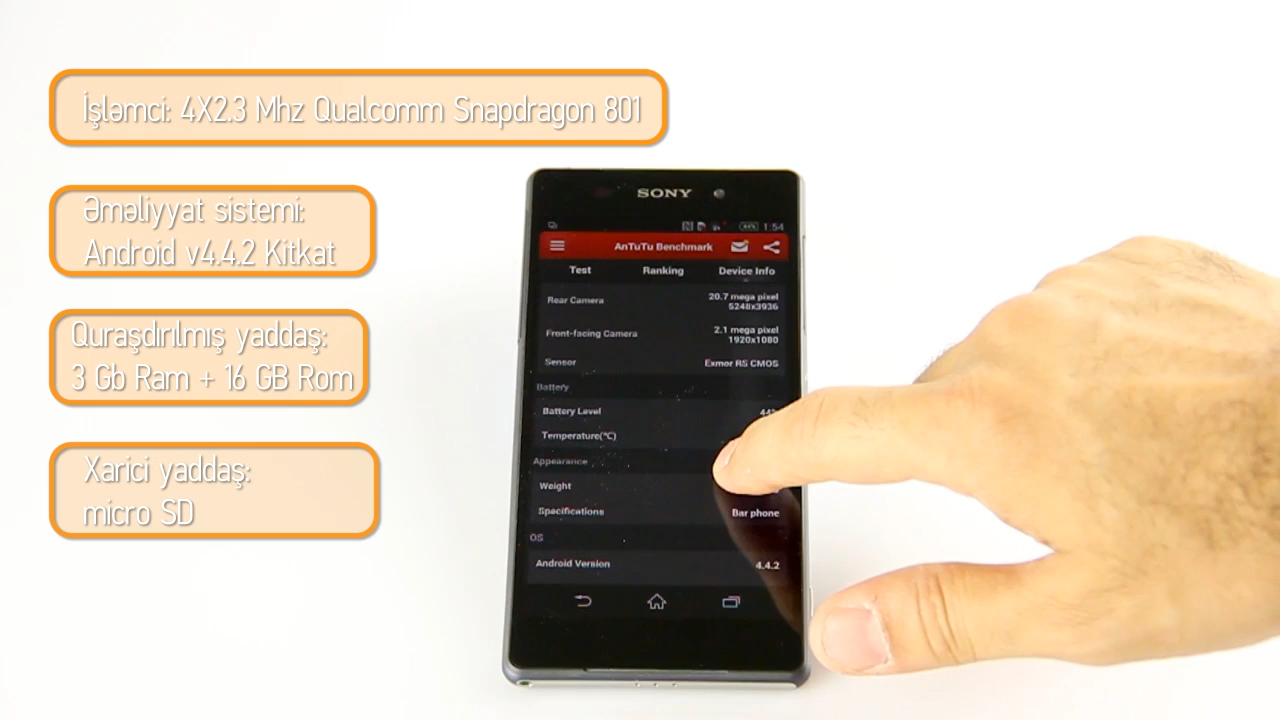 İşləmci: 4X2.3 Mhz Qualcomm Snapdragon 801
Əməliyyat sistemi:
Android v4.4.2 Kitkat
Quraşdırılmış yaddaş:
3 Gb Ram + 16 GB Rom
Xarici yaddaş:
micro SD
SONY
44% 1:54
AnTuTu Benchmark
Test Ranking Device Info
Rear Camera 20.7 mega pixel
5248x3936
Front-facing Camera 2.1 mega pixel
1920x1080
Sensor Exmor RS CMOS
Battery
Battery Level
Temperature(°C)
Appearance
Weight
Specifications Bar phone
OS
Android Version 4.4.2